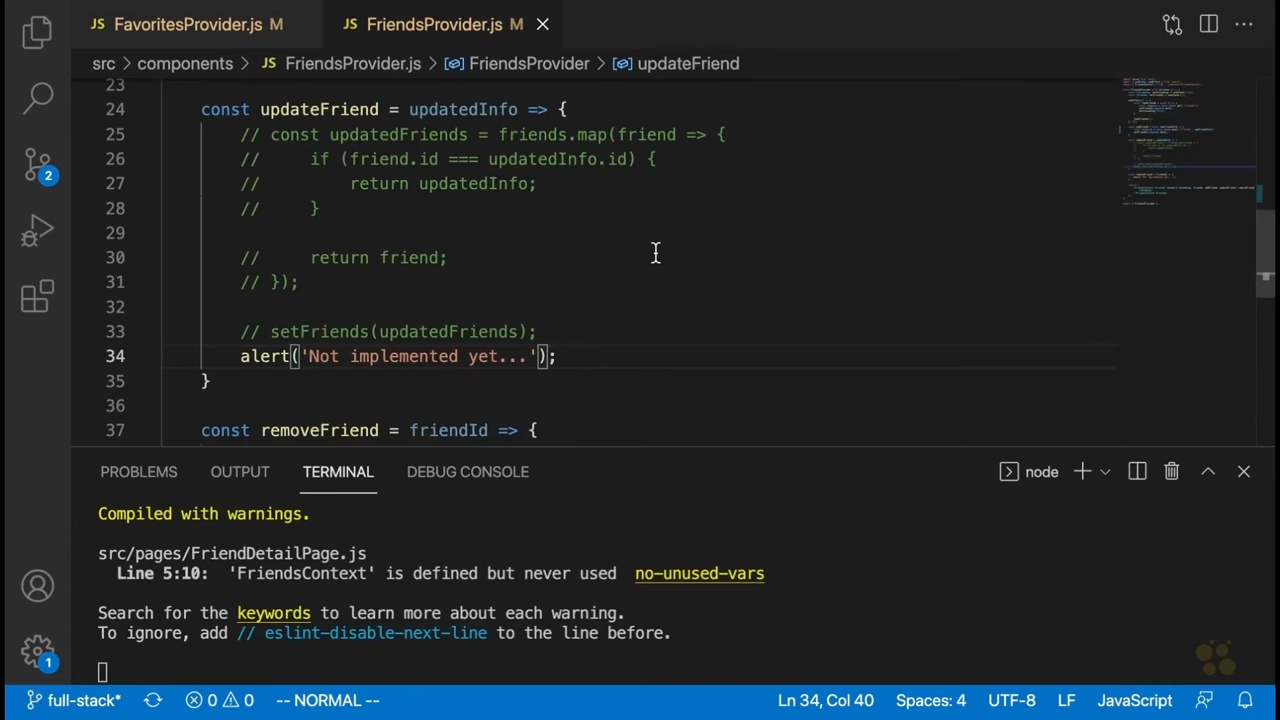 JS FavoritesProvider.js M
JS FriendsProvider.js M
src > components > JS FriendsProvider.js > FriendsProvider > updateFriend
23
24 const updateFriend = updatedInfo => {
25 // const updatedFriends = friends.map(friend => {
26 //     if (friend.id === updatedInfo.id) {
27 //         return updatedInfo;
28 //     }
29
30 //     return friend;
31 // });
32
33 // setFriends(updatedFriends);
34 alert('Not implemented yet...');
35 }
36
37 const removeFriend = friendId => {
PROBLEMS OUTPUT TERMINAL DEBUG CONSOLE node
Compiled with warnings.
src/pages/FriendDetailPage.js
Line 5:10: 'FriendsContext' is defined but never used no-unused-vars
Search for the keywords to learn more about each warning.
To ignore, add // eslint-disable-next-line to the line before.
2
1
full-stack* 0 0 -- NORMAL -- Ln 34, Col 40 Spaces: 4 UTF-8 LF JavaScript